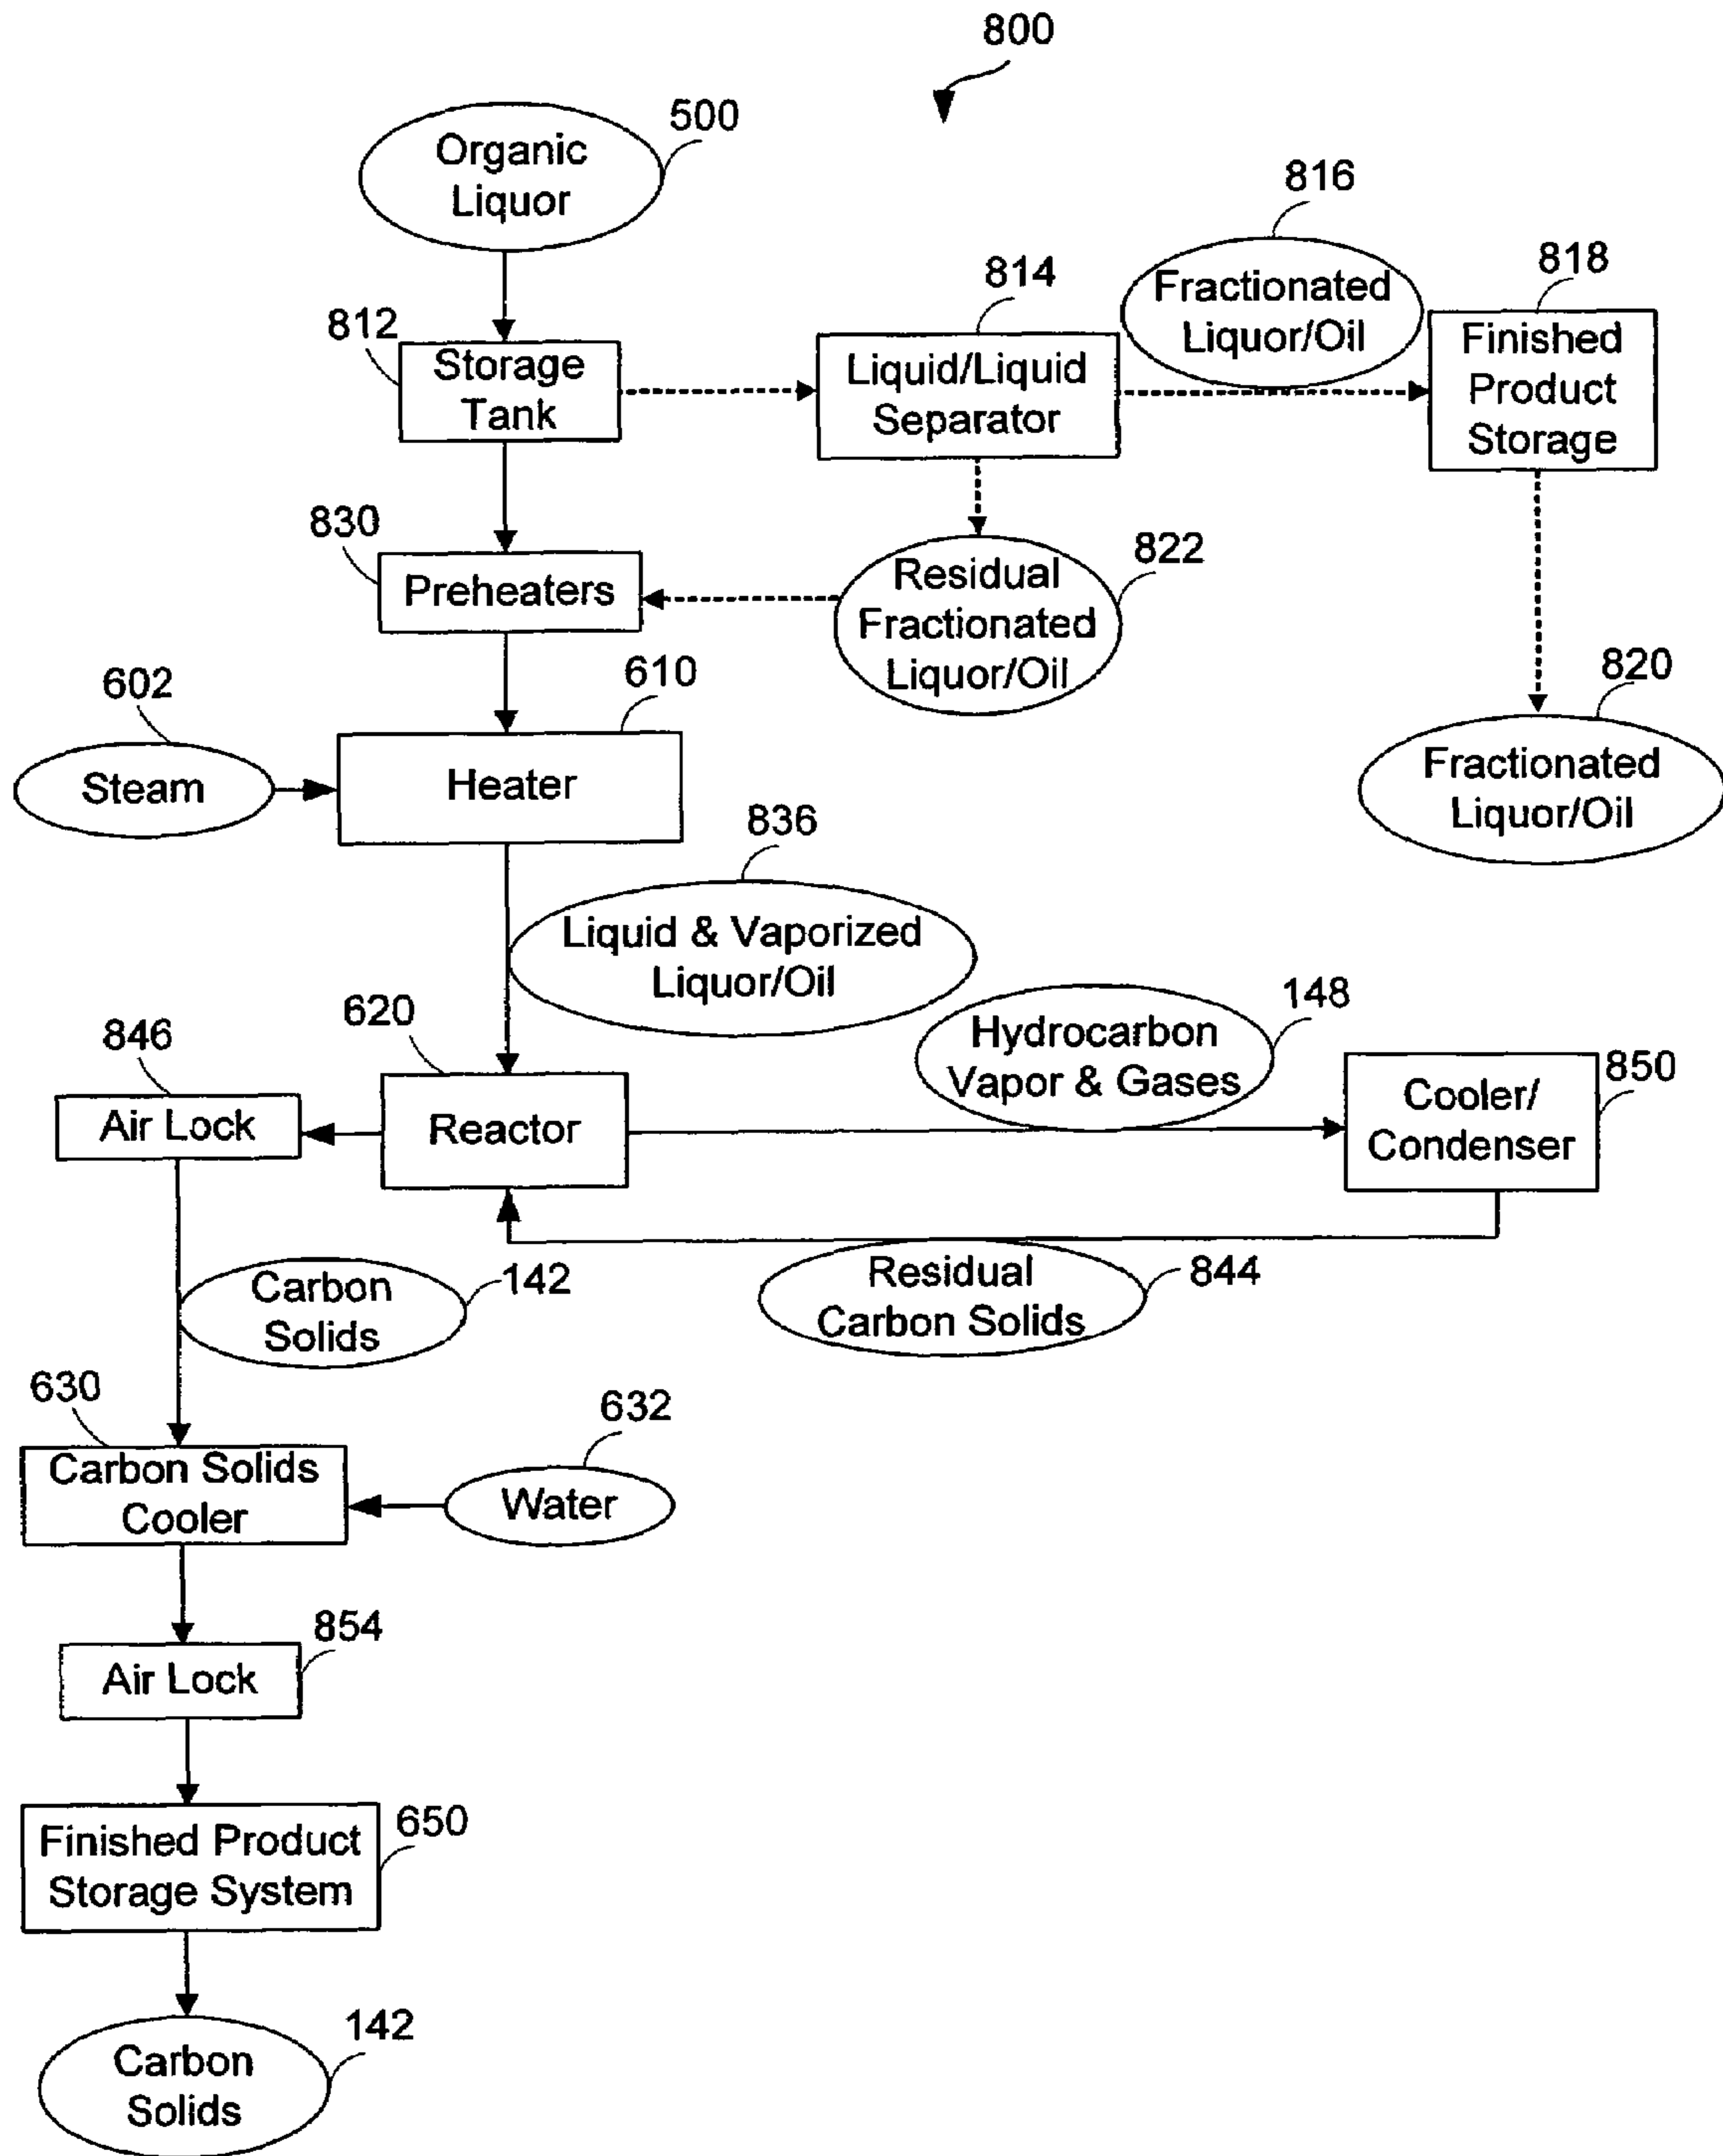 800
500
Organic
Liquor
816
Fractionated
Liquor/Oil
814
818
812
Storage
Tank
Liquid/Liquid
Separator
Finished
Product
Storage
830
Preheaters
822
Residual
Fractionated
Liquor/Oil
602
Steam
610
Heater
820
Fractionated
Liquor/Oil
836
Liquid & Vaporized
Liquor/Oil
620
Reactor
846
Air Lock
148
Hydrocarbon
Vapor & Gases
850
Cooler/
Condenser
Residual
Carbon Solids
844
Carbon
Solids
142
630
Carbon Solids
Cooler
632
Water
854
Air Lock
650
Finished Product
Storage System
142
Carbon
Solids